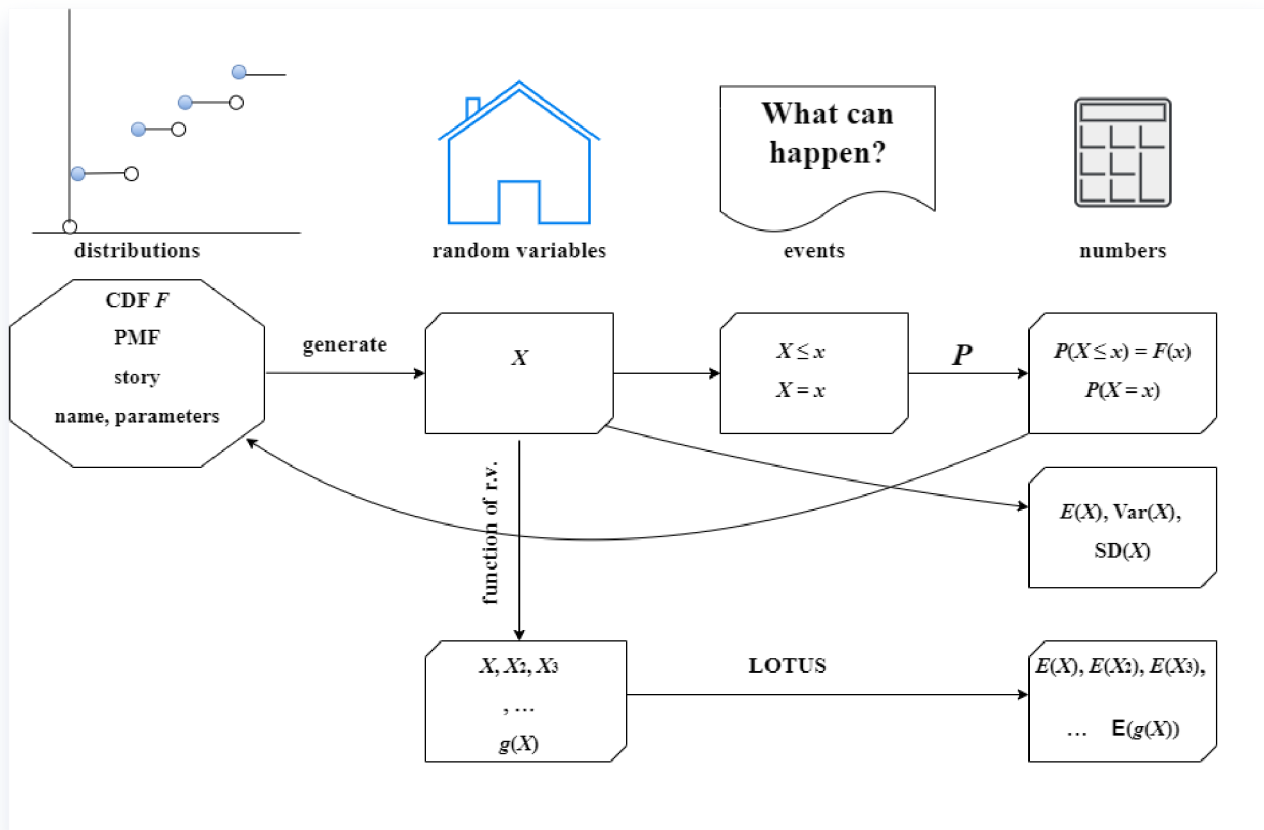 What can
happen?
distributions
random variables
events
numbers
CDF F
PMF
story
name, parameters
generate
X
X ≤ x
X = x
P
P(X ≤ x) = F(x)
P(X = x)
function of r.v.
E(X), Var(X),
SD(X)
X, X2, X3
, ...
g(X)
LOTUS
E(X), E(X2), E(X3),
... E(g(X))